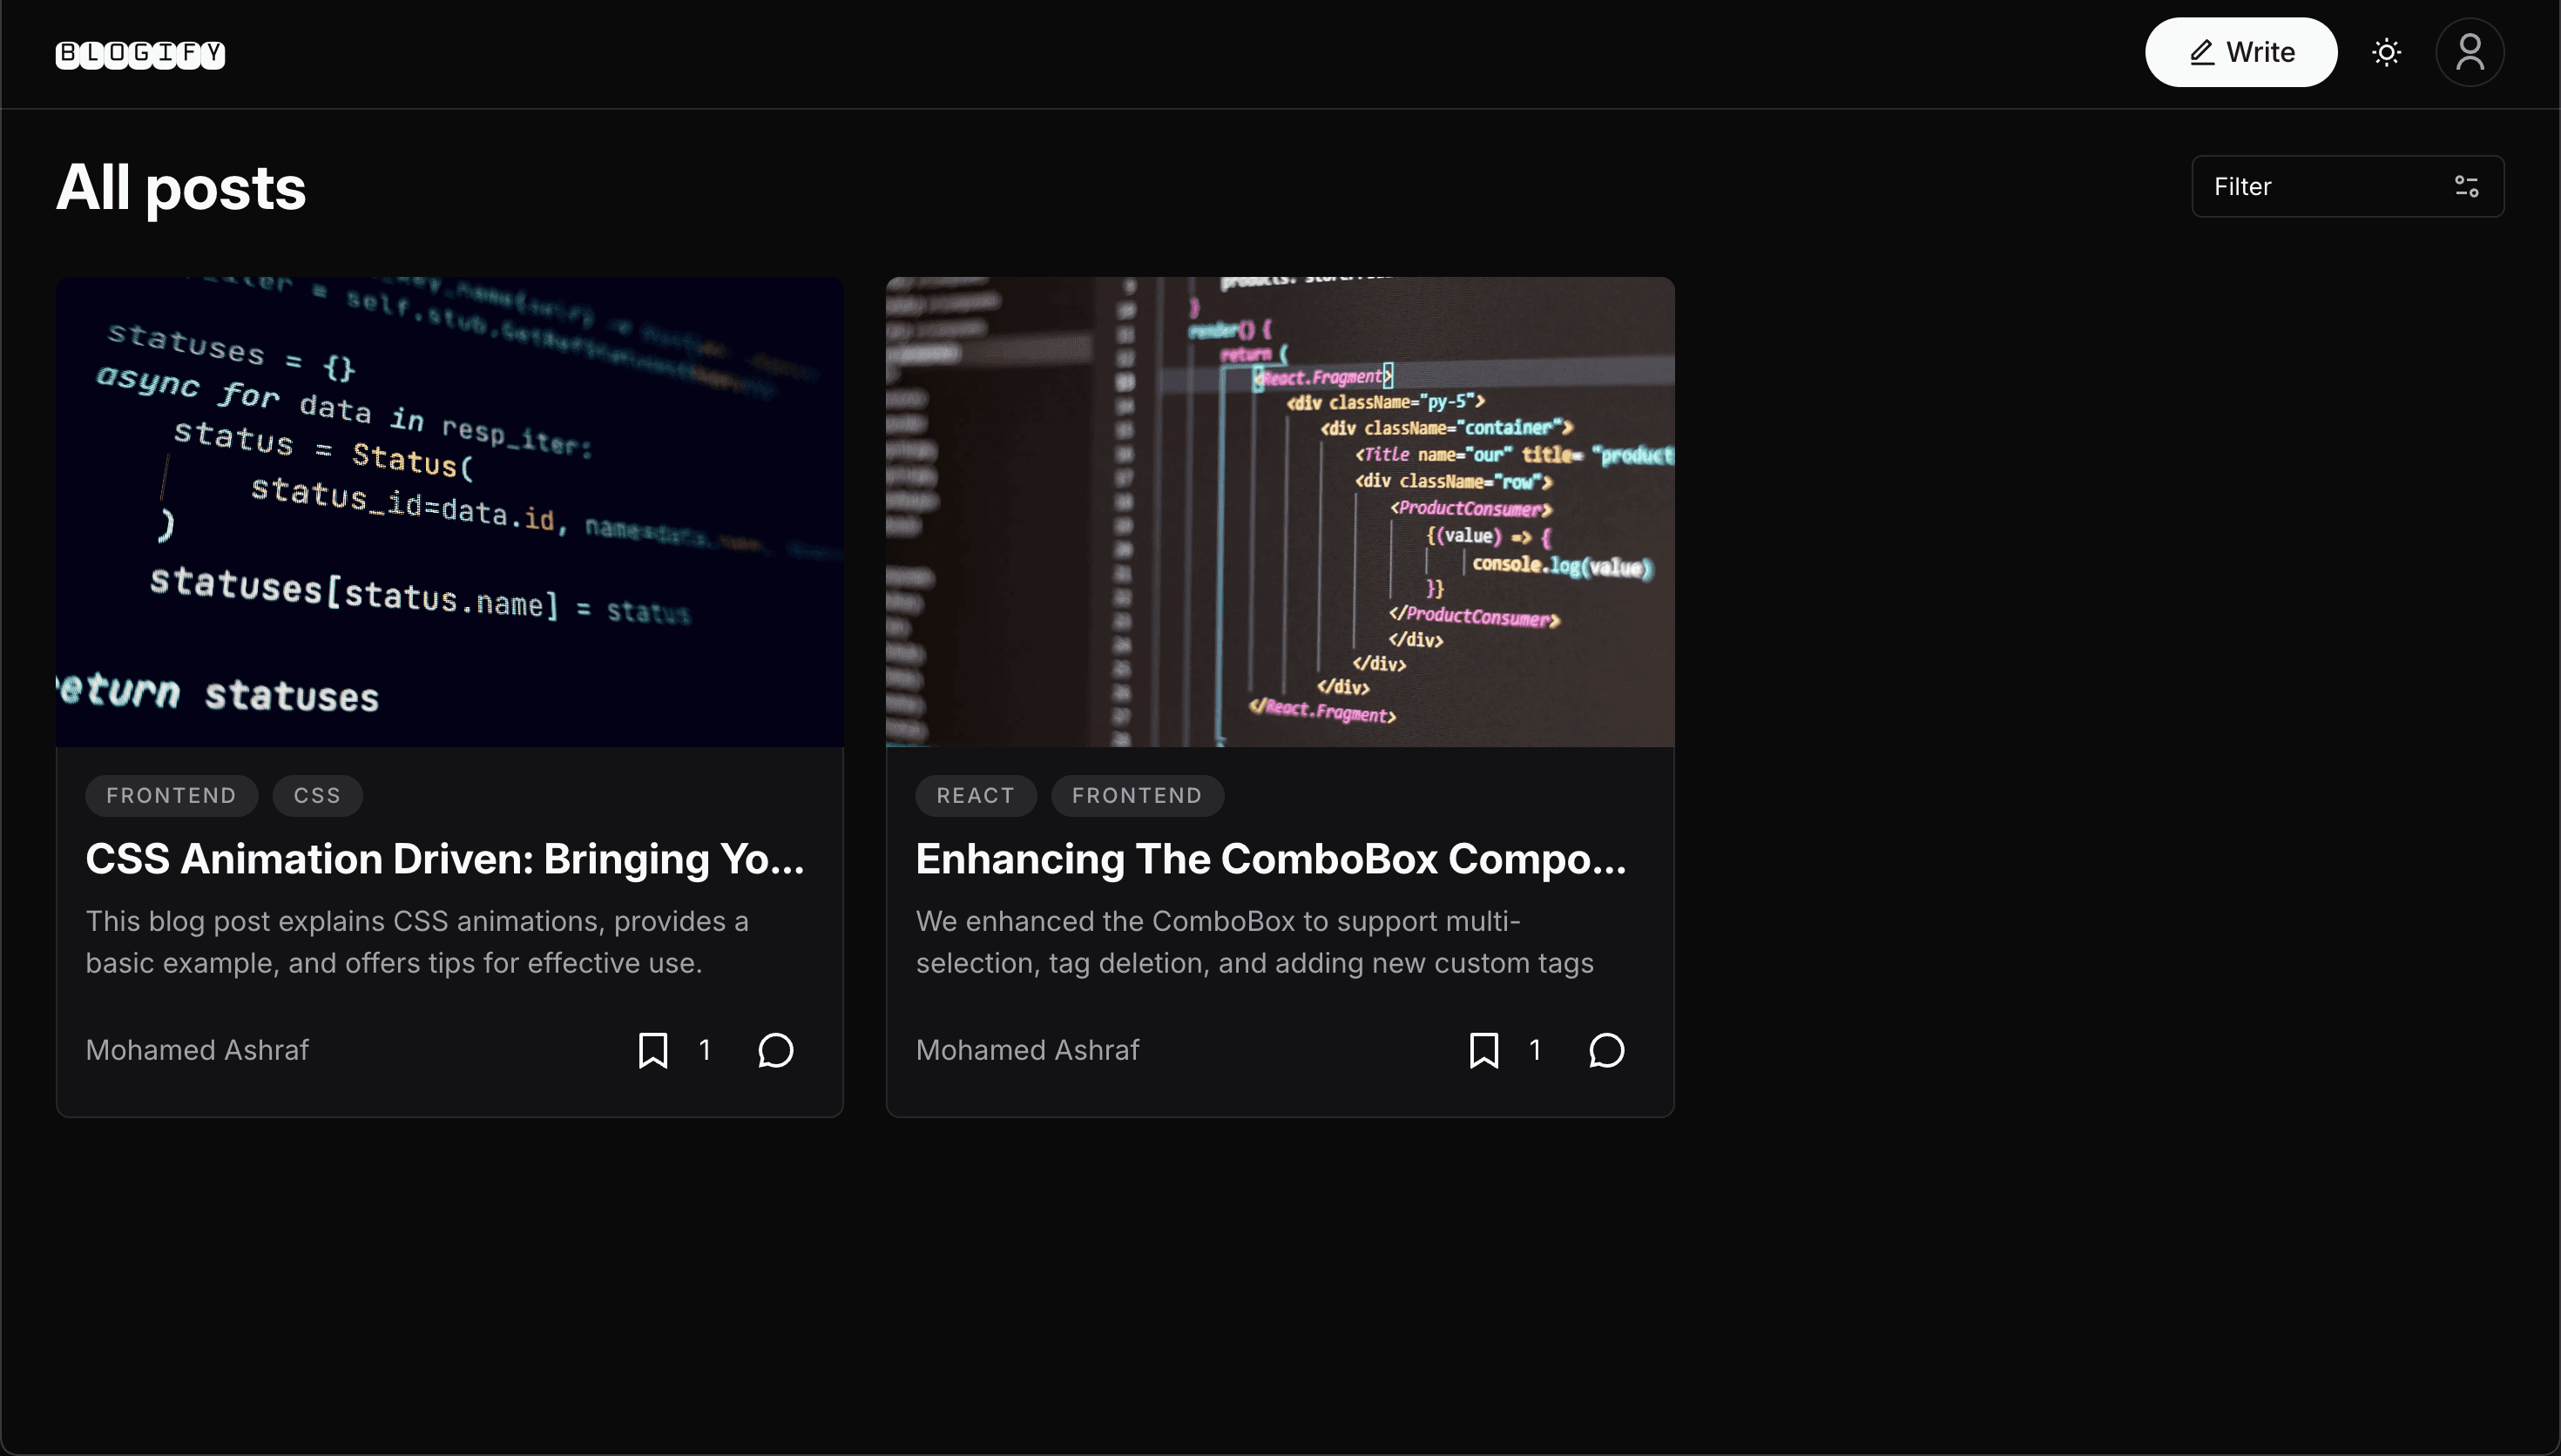 BLOGIFY
Write
All posts
Filter
statuses = {}
async for data in resp_iter:
status = Status(
status_id=data.id, name=data.name,
)
statuses[status.name] = status
return statuses
}
render() {
return (
<React.Fragment>
<div className="py-5">
<div className="container">
<Title name="our" title= "product
<div className="row">
<ProductConsumer>
{(value) => {
console.log(value)
}}
</ProductConsumer>
</div>
</div>
</div>
</React.Fragment>
FRONTEND CSS
CSS Animation Driven: Bringing Yo...
This blog post explains CSS animations, provides a
basic example, and offers tips for effective use.
Mohamed Ashraf 1
REACT FRONTEND
Enhancing The ComboBox Compo...
We enhanced the ComboBox to support multi-
selection, tag deletion, and adding new custom tags
Mohamed Ashraf 1